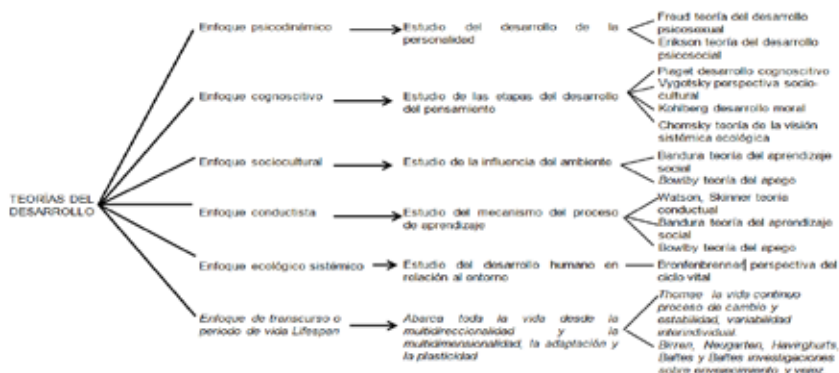 TEORÍAS DEL
DESARROLLO
Enfoque psicodinámico
Estudio del desarrollo de la
personalidad
Freud teoría del desarrollo
psicosexual
Erikson teoría del desarrollo
psicosocial
Enfoque cognoscitivo
Estudio de las etapas del desarrollo
del pensamiento
Piaget desarrollo cognoscitivo
Vygotsky perspectiva socio-
cultural
Kohlberg desarrollo moral
Chomsky teoría de la visión
sistémica ecológica
Enfoque sociocultural
Estudio de la influencia del ambiente
Bandura teoría del aprendizaje
social
Bowlby teoría del apego
Enfoque conductista
Estudio del mecanismo del proceso
de aprendizaje
Watson, Skinner teoría
conductual
Bandura teoría del aprendizaje
social
Bowlby teoría del apego
Enfoque ecológico sistémico
Estudio del desarrollo humano en
relación al entorno
Bronfenbrenner perspectiva del
ciclo vital
Enfoque de transcurso o
periodo de vida Lifespan
Abarca toda la vida desde la
multidireccionalidad y la
multidimensionalidad, la adaptación y
la plasticidad
Thomae la vida continuo
proceso de cambio y
estabilidad, variabilidad
interindividual.
Birren, Neugarten, Havirghurts,
Baltes y Baltes investigaciones
sobre envejecimiento y vejez